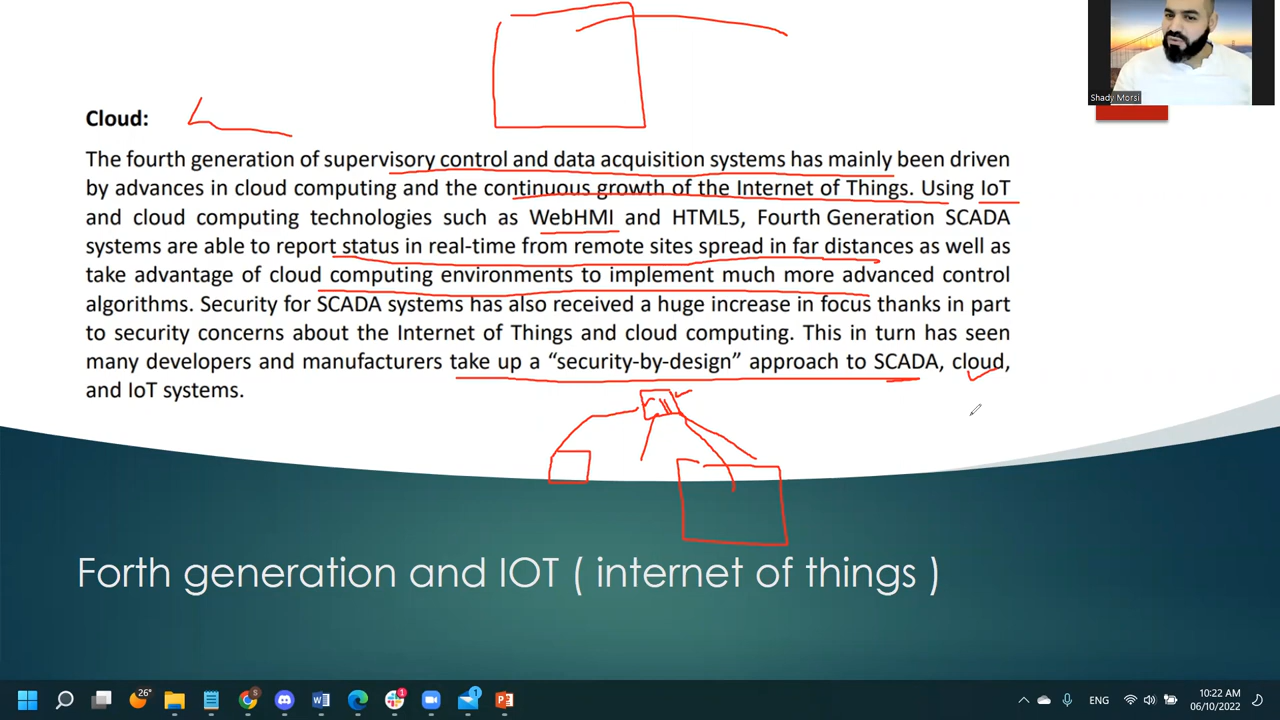 Shady Morsi
Cloud:
The fourth generation of supervisory control and data acquisition systems has mainly been driven
by advances in cloud computing and the continuous growth of the Internet of Things. Using IoT
and cloud computing technologies such as WebHMI and HTML5, Fourth Generation SCADA
systems are able to report status in real-time from remote sites spread in far distances as well as
take advantage of cloud computing environments to implement much more advanced control
algorithms. Security for SCADA systems has also received a huge increase in focus thanks in part
to security concerns about the Internet of Things and cloud computing. This in turn has seen
many developers and manufacturers take up a “security-by-design” approach to SCADA, cloud,
and IoT systems.
Forth generation and IOT ( internet of things )
26°
S
1
1
ENG
10:22 AM
06/10/2022